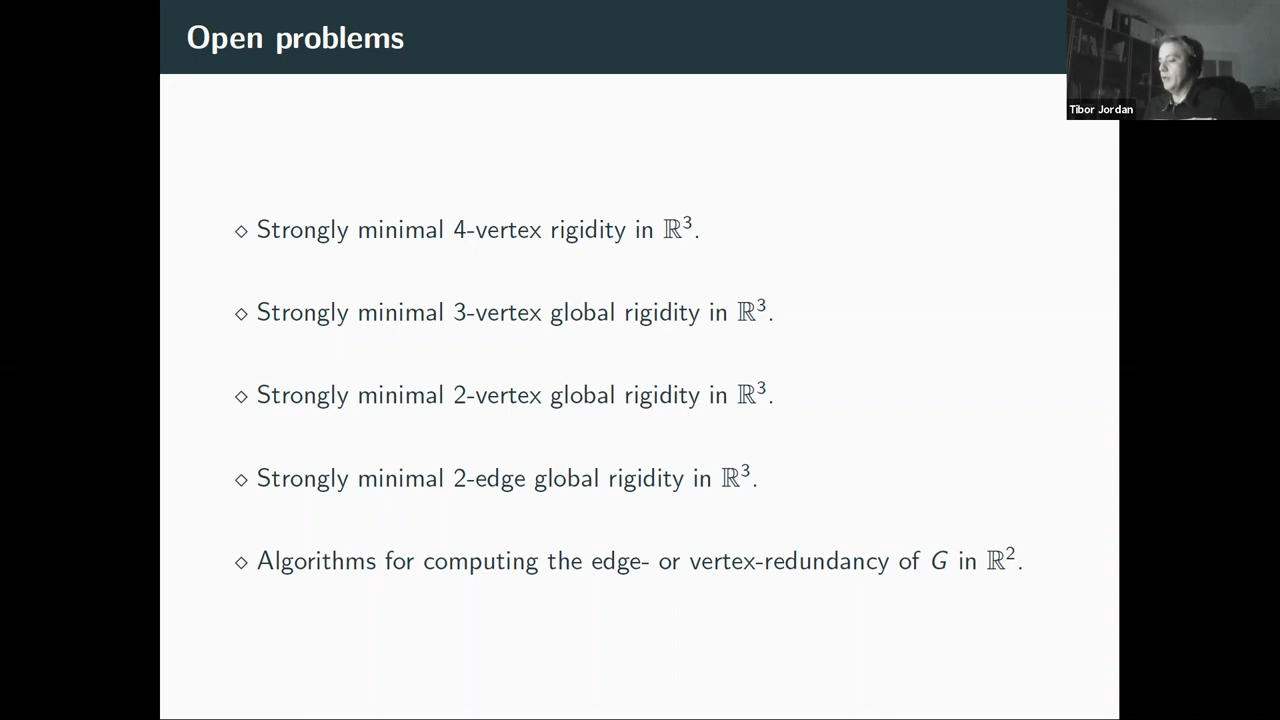 Open problems
Tibor Jordan
⋄ Strongly minimal 4-vertex rigidity in ℝ³.
⋄ Strongly minimal 3-vertex global rigidity in ℝ³.
⋄ Strongly minimal 2-vertex global rigidity in ℝ³.
⋄ Strongly minimal 2-edge global rigidity in ℝ³.
⋄ Algorithms for computing the edge- or vertex-redundancy of G in ℝ².